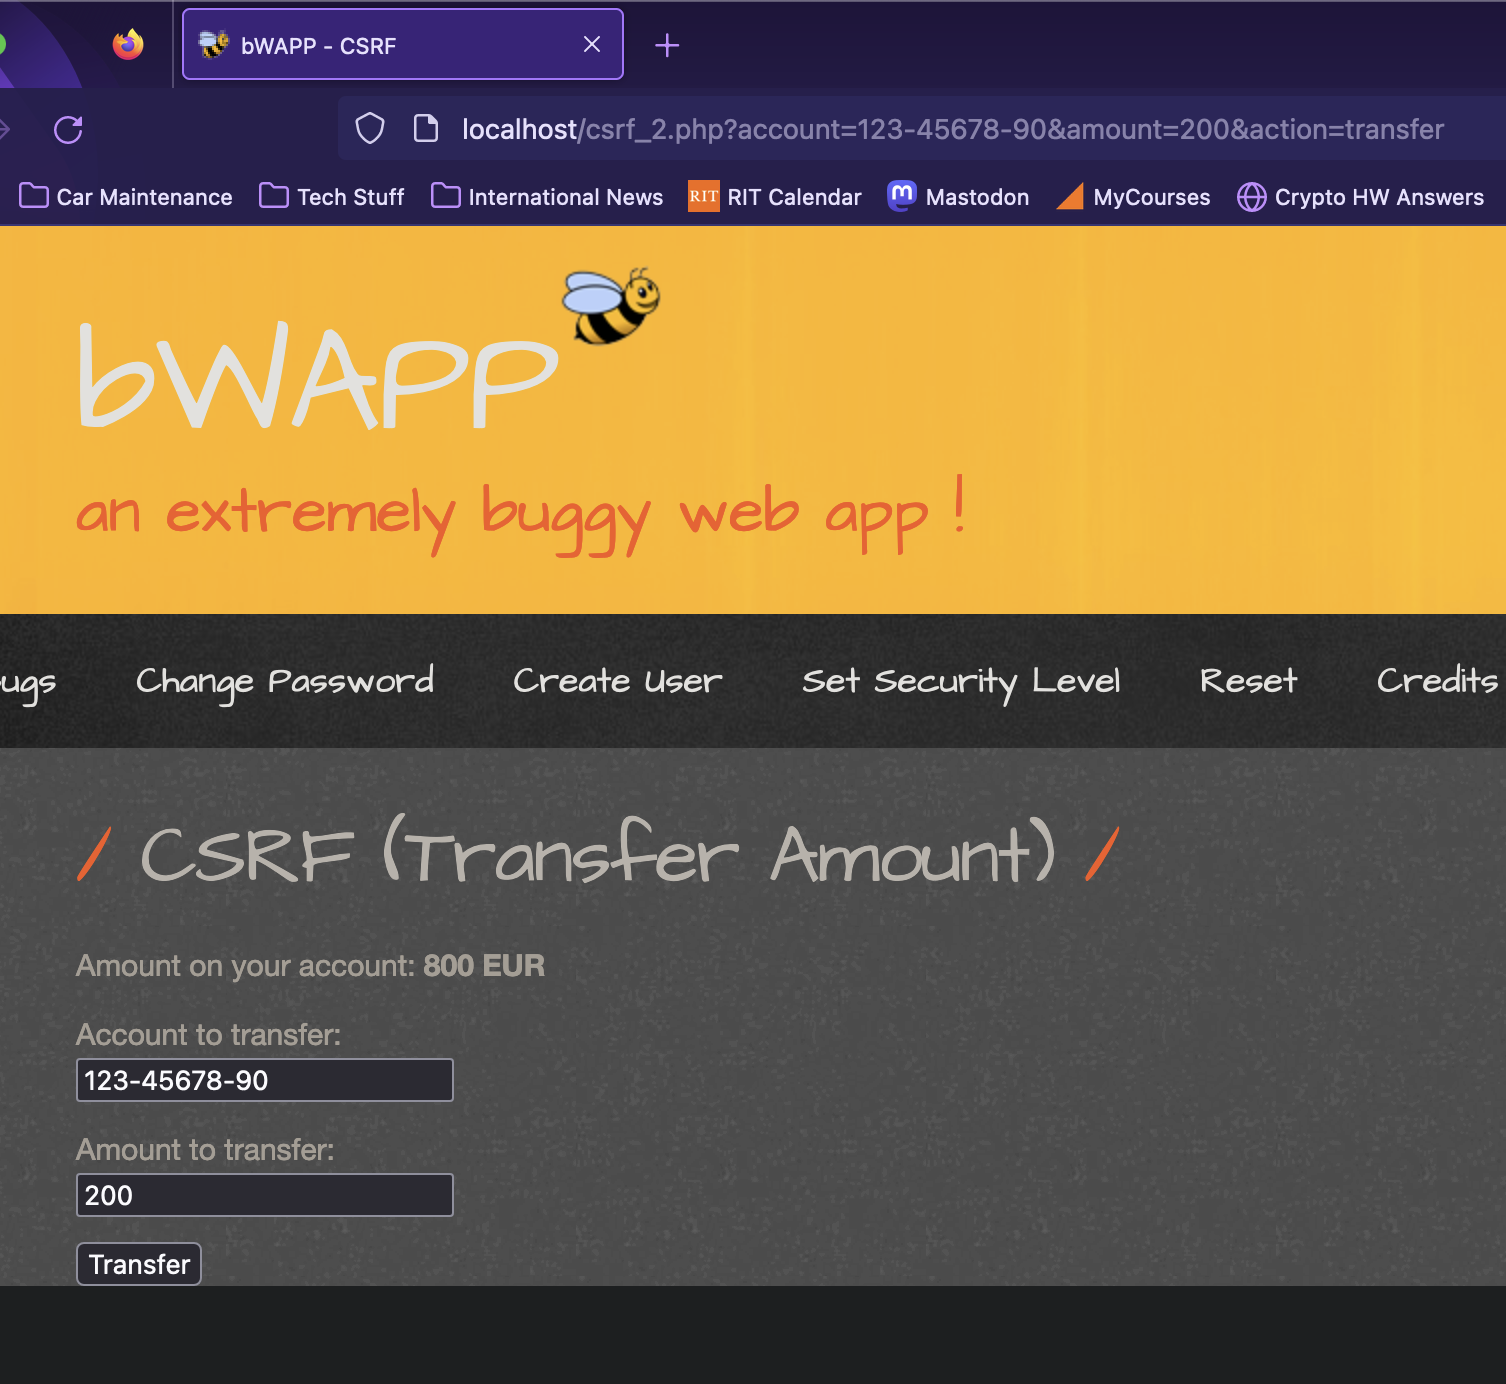 bWAPP - CSRF
localhost/csrf_2.php?account=123-45678-90&amount=200&action=transfer
Car Maintenance Tech Stuff International News RIT RIT Calendar m Mastodon MyCourses Crypto HW Answers
bWAPP
an extremely buggy web app !
ugs Change Password Create User Set Security Level Reset Credits
/ CSRF (Transfer Amount) /
Amount on your account: 800 EUR
Account to transfer:
123-45678-90
Amount to transfer:
200
Transfer